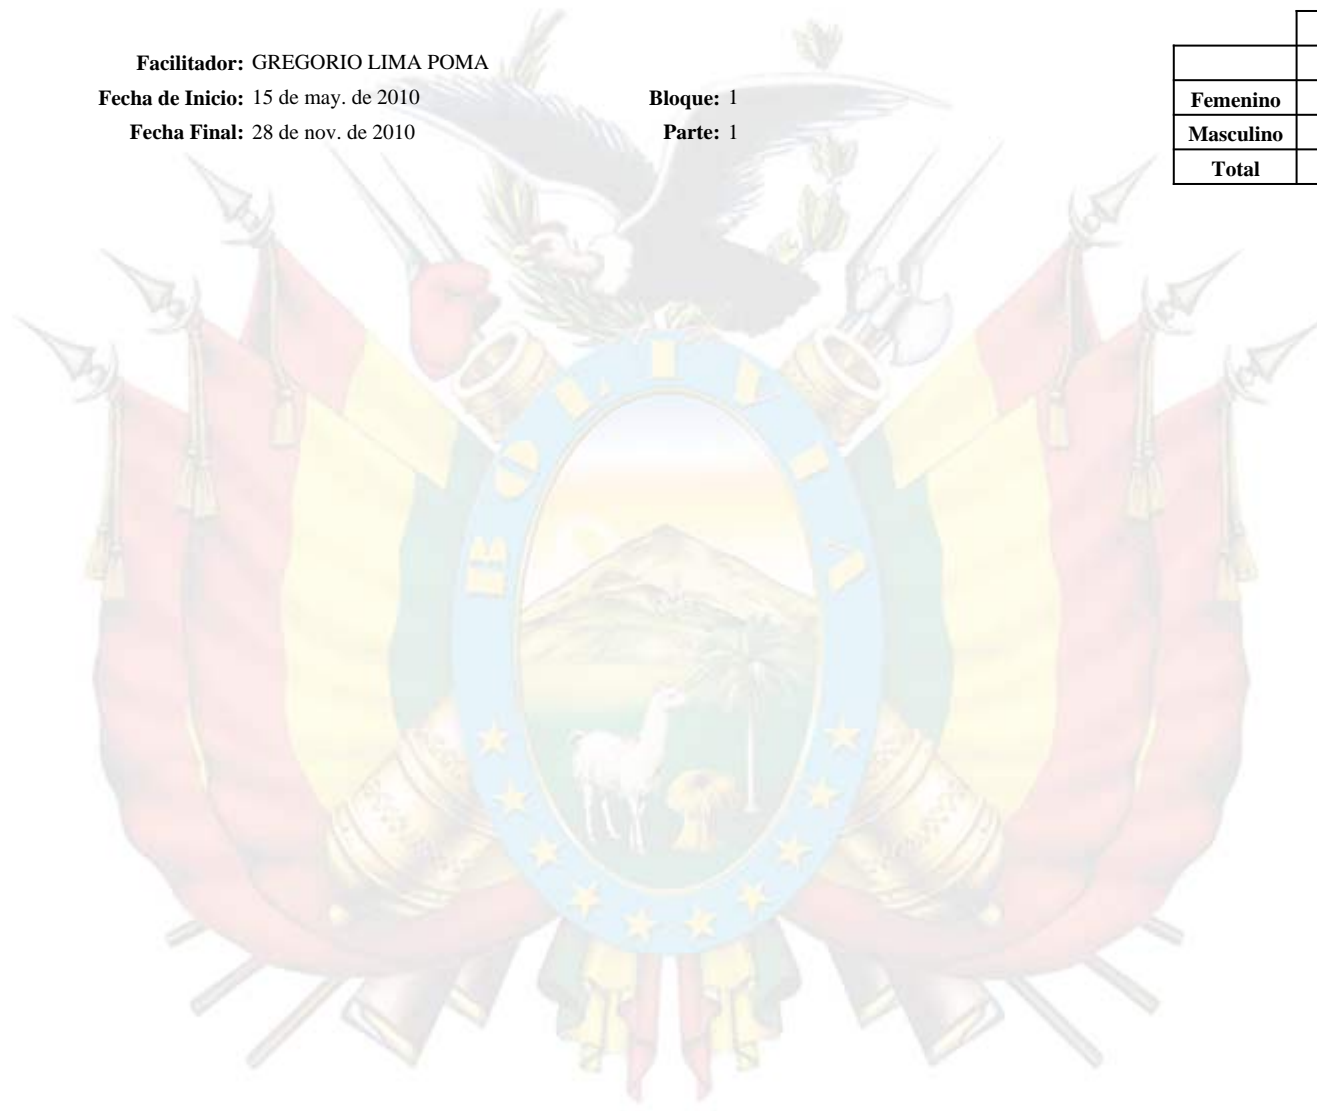 Facilitador: GREGORIO LIMA POMA
Fecha de Inicio: 15 de may. de 2010 Bloque: 1
Fecha Final: 28 de nov. de 2010 Parte: 1
Femenino
Masculino
Total
BOLIVIA